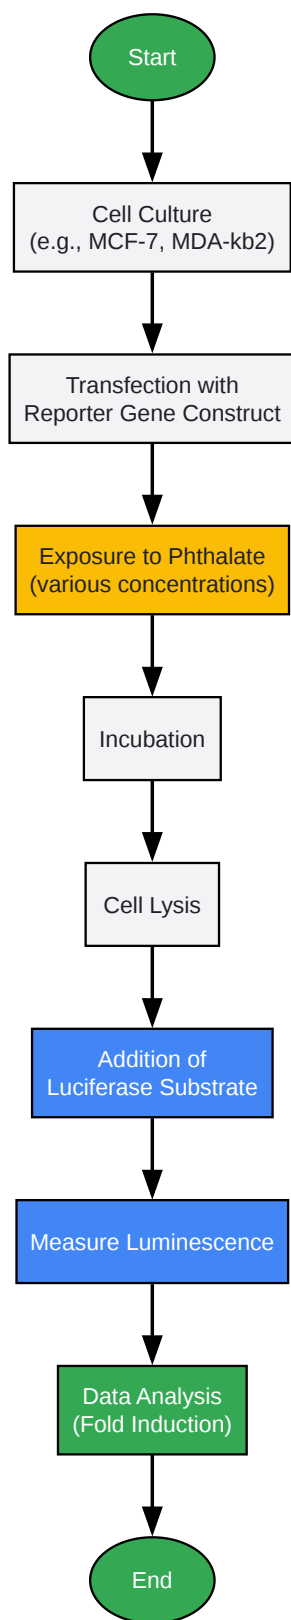 Start
Cell Culture
(e.g., MCF-7, MDA-kb2)
Transfection with
Reporter Gene Construct
Exposure to Phthalate
(various concentrations)
Incubation
Cell Lysis
Addition of
Luciferase Substrate
Measure Luminescence
Data Analysis
(Fold Induction)
End